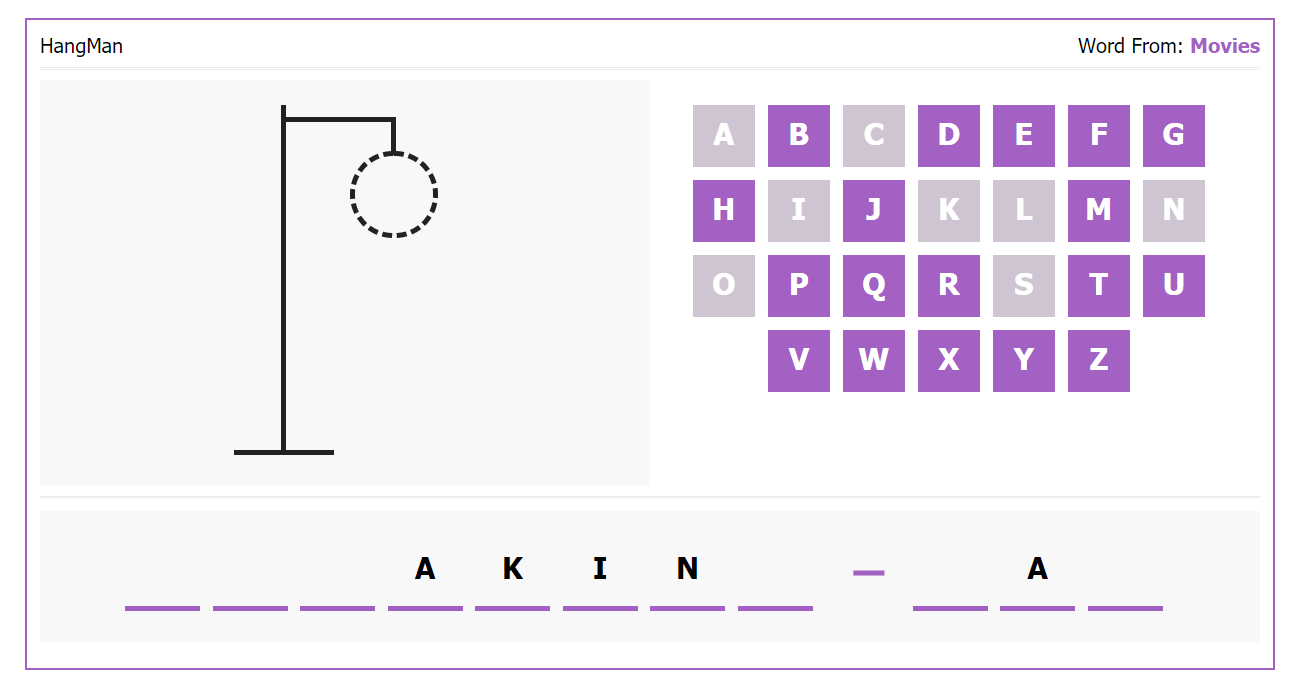 HangMan Word From: Movies
A B C D E F G
H I J K L M N
O P Q R S T U
V W X Y Z
_ _ _ A K I N _ - _ A _